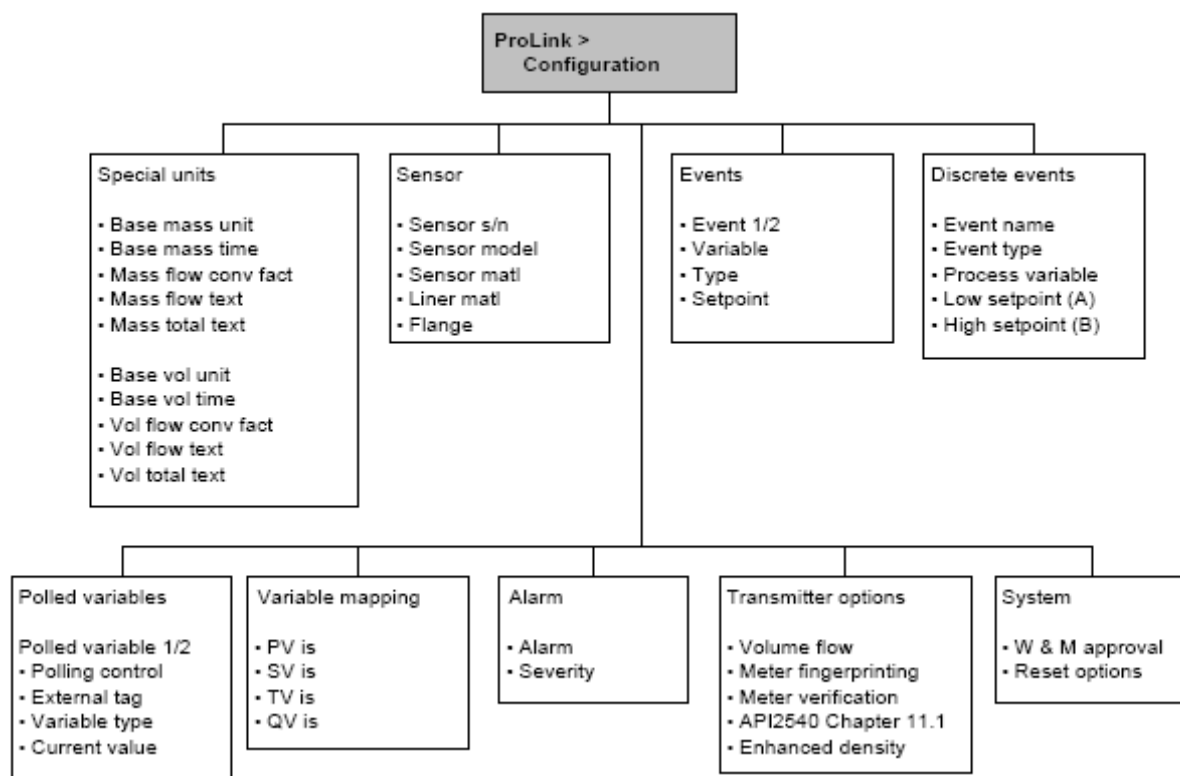 ProLink >
Configuration
Special units
▪ Base mass unit
▪ Base mass time
▪ Mass flow conv fact
▪ Mass flow text
▪ Mass total text
▪ Base vol unit
▪ Base vol time
▪ Vol flow conv fact
▪ Vol flow text
▪ Vol total text
Sensor
▪ Sensor s/n
▪ Sensor model
▪ Sensor matl
▪ Liner matl
▪ Flange
Events
▪ Event 1/2
▪ Variable
▪ Type
▪ Setpoint
Discrete events
▪ Event name
▪ Event type
▪ Process variable
▪ Low setpoint (A)
▪ High setpoint (B)
Polled variables
Polled variable 1/2
▪ Polling control
▪ External tag
▪ Variable type
▪ Current value
Variable mapping
▪ PV is
▪ SV is
▪ TV is
▪ QV is
Alarm
▪ Alarm
▪ Severity
Transmitter options
▪ Volume flow
▪ Meter fingerprinting
▪ Meter verification
▪ API2540 Chapter 11.1
▪ Enhanced density
System
▪ W & M approval
▪ Reset options